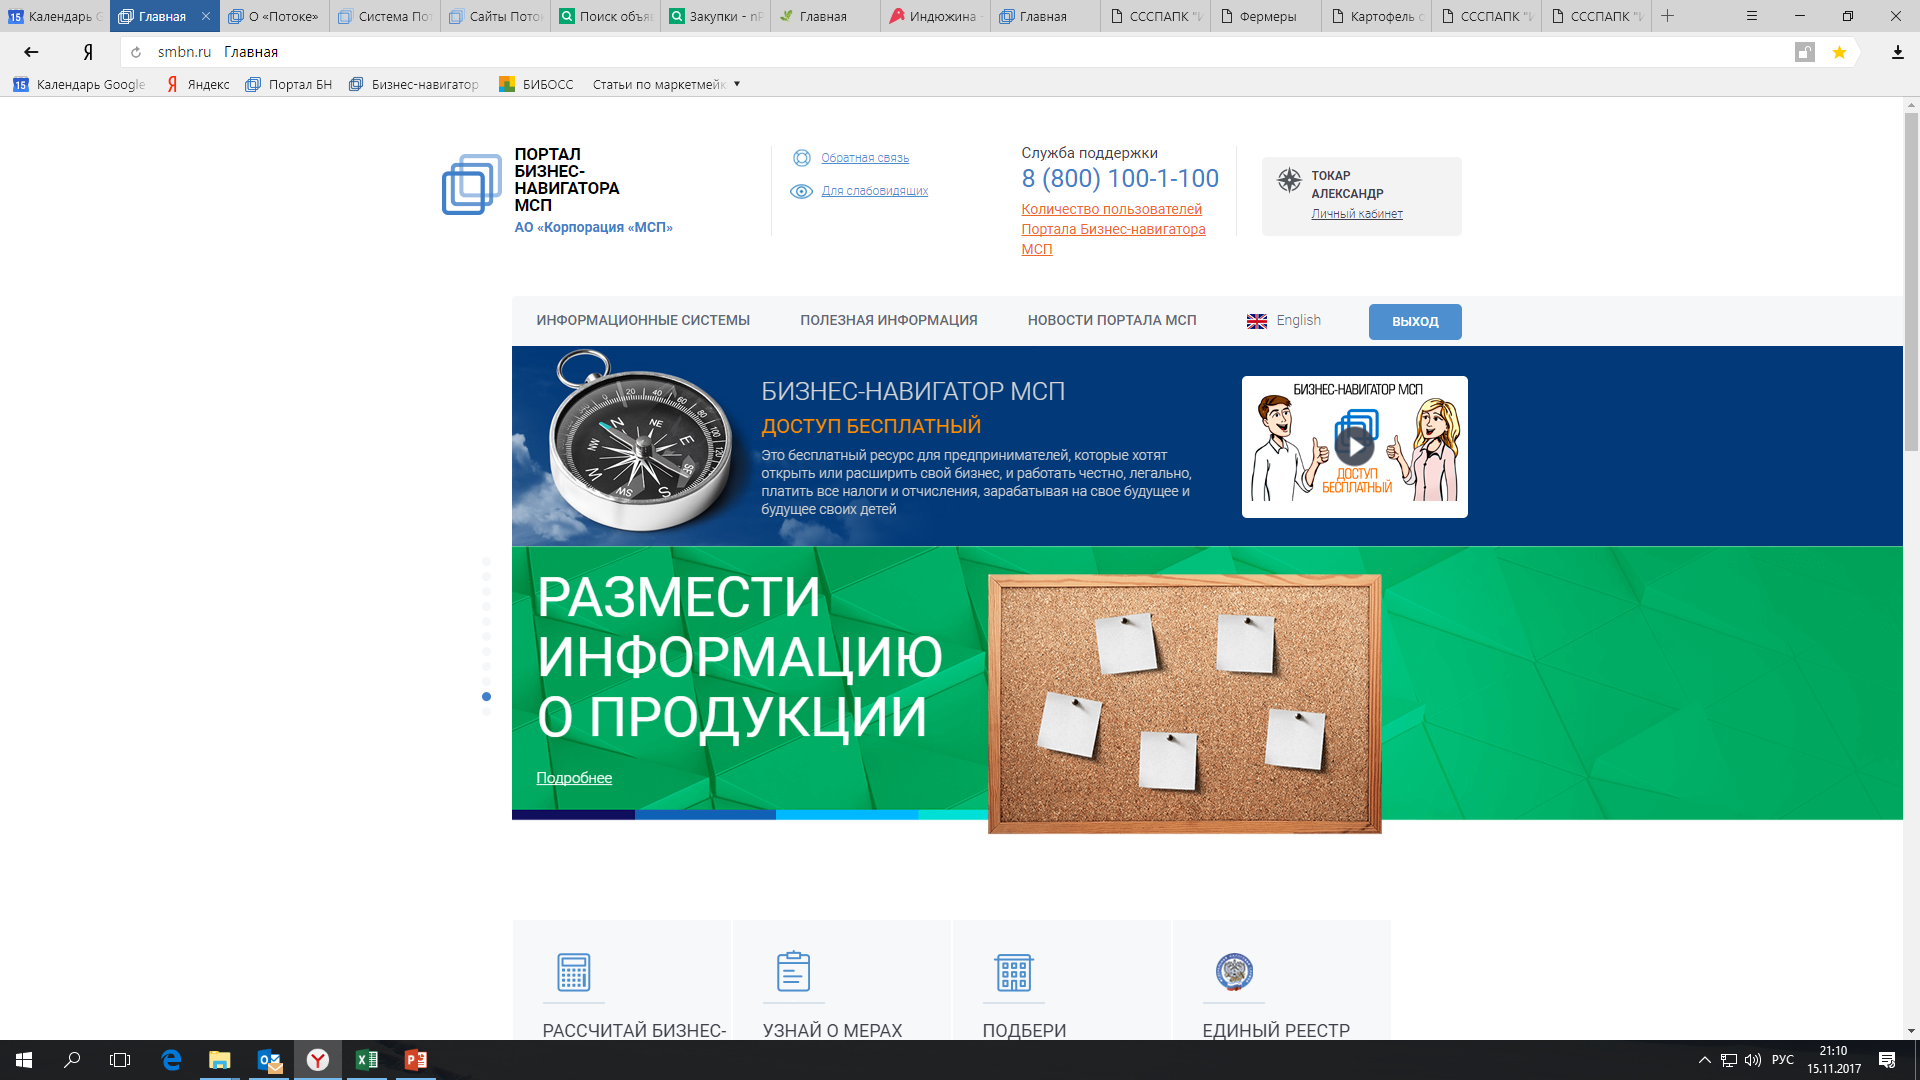 Календарь G
Главная
О «Потоке»
Система Пот
Сайты Поток
Поиск объяв
Закупки - nF
Главная
Индюжина -
Главная
СССПАПК "И
Фермеры
Картофель с
СССПАПК "И
СССПАПК "И
Я
smbn.ru Главная
15 Календарь Google
Я Яндекс
Портал БН
Бизнес-навигатор
БИБОСС
Статьи по маркетмейк
ПОРТАЛ
БИЗНЕС-
НАВИГАТОРА
МСП
АО «Корпорация «МСП»
Обратная связь
Для слабовидящих
Служба поддержки
8 (800) 100-1-100
Количество пользователей
Портала Бизнес-навигатора
МСП
ТОКАР
АЛЕКСАНДР
Личный кабинет
ИНФОРМАЦИОННЫЕ СИСТЕМЫ
ПОЛЕЗНАЯ ИНФОРМАЦИЯ
НОВОСТИ ПОРТАЛА МСП
English
ВЫХОД
БИЗНЕС-НАВИГАТОР МСП
ДОСТУП БЕСПЛАТНЫЙ
Это бесплатный ресурс для предпринимателей, которые хотят
открыть или расширить свой бизнес, и работать честно, легально,
платить все налоги и отчисления, зарабатывая на свое будущее и
будущее своих детей
БИЗНЕС-НАВИГАТОР МСП
ДОСТУП
БЕСПЛАТНЫЙ
РАЗМЕСТИ
ИНФОРМАЦИЮ
О ПРОДУКЦИИ
Подробнее
РАССЧИТАЙ БИЗНЕС-
УЗНАЙ О МЕРАХ
ПОДБЕРИ
ЕДИНЫЙ РЕЕСТР
РУС
21:10
15.11.2017